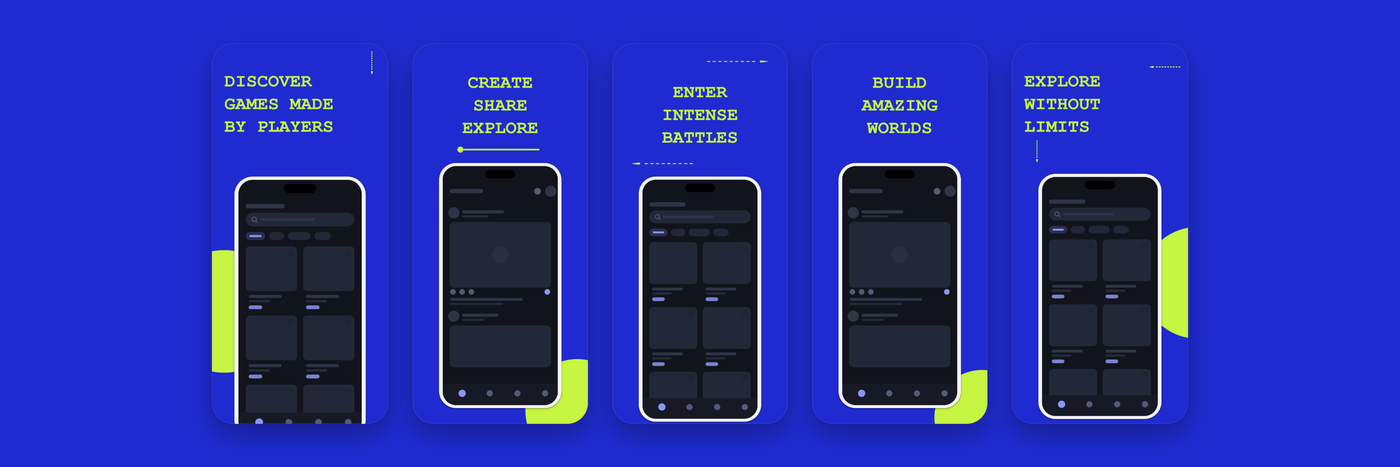 DISCOVER
GAMES MADE
BY PLAYERS
CREATE
SHARE
EXPLORE
ENTER
INTENSE
BATTLES
BUILD
AMAZING
WORLDS
EXPLORE
WITHOUT
LIMITS